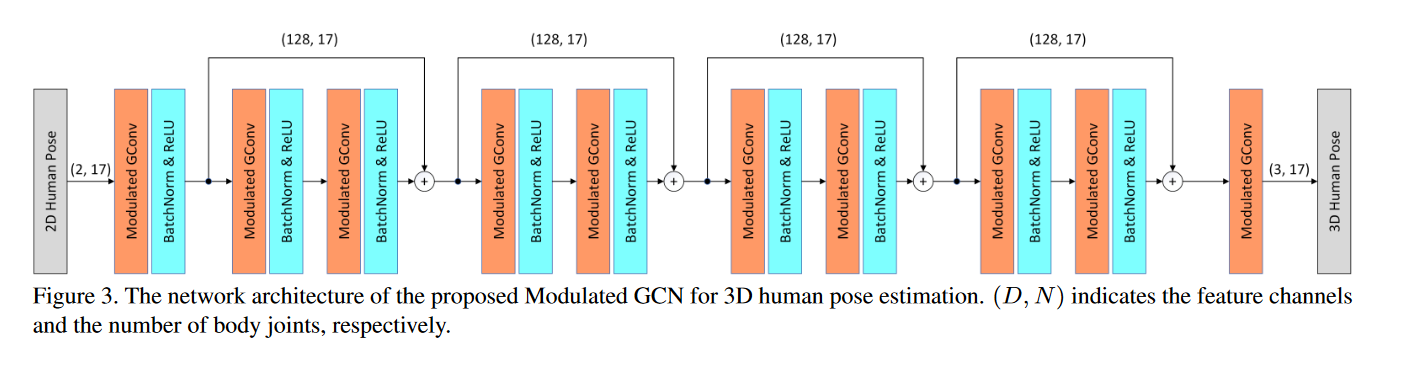 (128, 17)
(128, 17)
(128, 17)
(128, 17)
2D Human Pose
(2, 17)
Modulated GConv
BatchNorm & ReLU
Modulated GConv
BatchNorm & ReLU
Modulated GConv
BatchNorm & ReLU
+
Modulated GConv
BatchNorm & ReLU
Modulated GConv
BatchNorm & ReLU
+
Modulated GConv
BatchNorm & ReLU
Modulated GConv
BatchNorm & ReLU
+
Modulated GConv
BatchNorm & ReLU
Modulated GConv
BatchNorm & ReLU
+
Modulated GConv
(3, 17)
3D Human Pose
Figure 3. The network architecture of the proposed Modulated GCN for 3D human pose estimation. (D, N) indicates the feature channels
and the number of body joints, respectively.